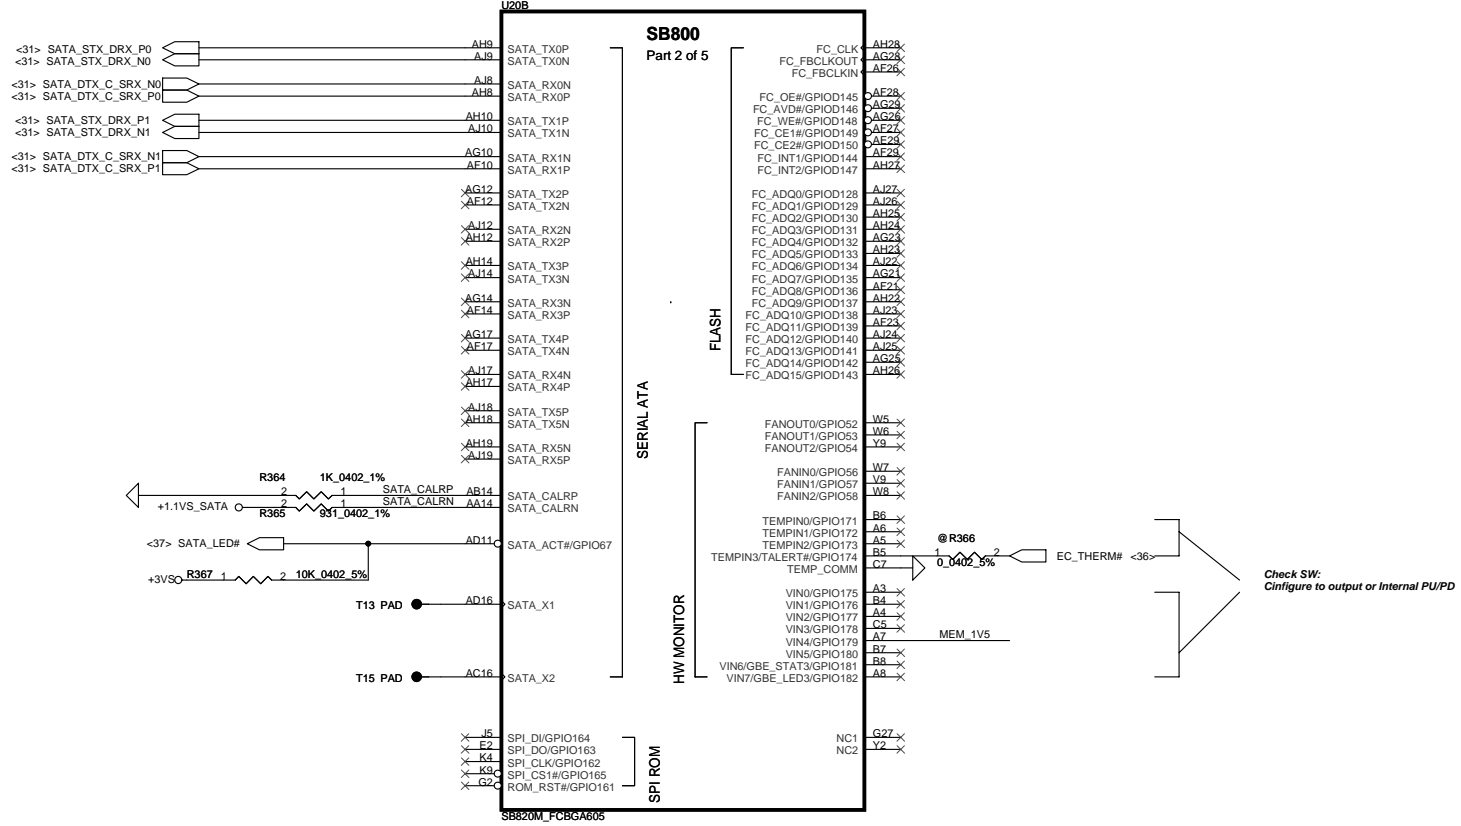 U20B
SB800
Part 2 of 5
<31> SATA_STX_DRX_P0 AH9 SATA_TX0P
<31> SATA_STX_DRX_N0 AJ9 SATA_TX0N
<31> SATA_DTX_C_SRX_N0 AJ8 SATA_RX0N
<31> SATA_DTX_C_SRX_P0 AH8 SATA_RX0P
<31> SATA_STX_DRX_P1 AH10 SATA_TX1P
<31> SATA_STX_DRX_N1 AJ10 SATA_TX1N
<31> SATA_DTX_C_SRX_N1 AG10 SATA_RX1N
<31> SATA_DTX_C_SRX_P1 AF10 SATA_RX1P
AG12 SATA_TX2P
AF12 SATA_TX2N
AJ12 SATA_RX2N
AH12 SATA_RX2P
AH14 SATA_TX3P
AJ14 SATA_TX3N
AG14 SATA_RX3N
AF14 SATA_RX3P
AG17 SATA_TX4P
AF17 SATA_TX4N
AJ17 SATA_RX4N
AH17 SATA_RX4P
AJ18 SATA_TX5P
AH18 SATA_TX5N
AH19 SATA_RX5N
AJ19 SATA_RX5P
R364 1K_0402_1%
2 1 SATA_CALRP AB14 SATA_CALRP
+1.1VS_SATA 2 1 SATA_CALRN AA14 SATA_CALRN
R365 931_0402_1%
<37> SATA_LED# AD11 SATA_ACT#/GPIO67
+3VS R367 1 2 10K_0402_5%
T13 PAD AD16 SATA_X1
T15 PAD AC16 SATA_X2
J5 SPI_DI/GPIO164
E2 SPI_DO/GPIO163
K4 SPI_CLK/GPIO162
K9 SPI_CS1#/GPIO165
G2 ROM_RST#/GPIO161
SERIAL ATA
SPI ROM
FLASH
HW MONITOR
FC_CLK AH28
FC_FBCLKOUT AG28
FC_FBCLKIN AF26
FC_OE#/GPIOD145 AF28
FC_AVD#/GPIOD146 AG29
FC_WE#/GPIOD148 AG26
FC_CE1#/GPIOD149 AF27
FC_CE2#/GPIOD150 AE29
FC_INT1/GPIOD144 AF29
FC_INT2/GPIOD147 AH27
FC_ADQ0/GPIOD128 AJ27
FC_ADQ1/GPIOD129 AJ26
FC_ADQ2/GPIOD130 AH25
FC_ADQ3/GPIOD131 AH24
FC_ADQ4/GPIOD132 AG23
FC_ADQ5/GPIOD133 AH23
FC_ADQ6/GPIOD134 AJ22
FC_ADQ7/GPIOD135 AG21
FC_ADQ8/GPIOD136 AF21
FC_ADQ9/GPIOD137 AH22
FC_ADQ10/GPIOD138 AJ23
FC_ADQ11/GPIOD139 AF23
FC_ADQ12/GPIOD140 AJ24
FC_ADQ13/GPIOD141 AJ25
FC_ADQ14/GPIOD142 AG25
FC_ADQ15/GPIOD143 AH26
FANOUT0/GPIO52 W5
FANOUT1/GPIO53 W6
FANOUT2/GPIO54 Y9
FANIN0/GPIO56 W7
FANIN1/GPIO57 V9
FANIN2/GPIO58 W8
TEMPIN0/GPIO171 B6
TEMPIN1/GPIO172 A6
TEMPIN2/GPIO173 A5
@R366
TEMPIN3/TALERT#/GPIO174 B5 1 2 EC_THERM# <36>
0_0402_5%
TEMP_COMM C7
VIN0/GPIO175 A3
VIN1/GPIO176 B4
VIN2/GPIO177 A4
VIN3/GPIO178 C5
VIN4/GPIO179 A7 MEM_1V5
VIN5/GPIO180 B7
VIN6/GBE_STAT3/GPIO181 B8
VIN7/GBE_LED3/GPIO182 A8
NC1 G27
NC2 Y2
Check SW:
Cinfigure to output or Internal PU/PD
SB820M_FCBGA605